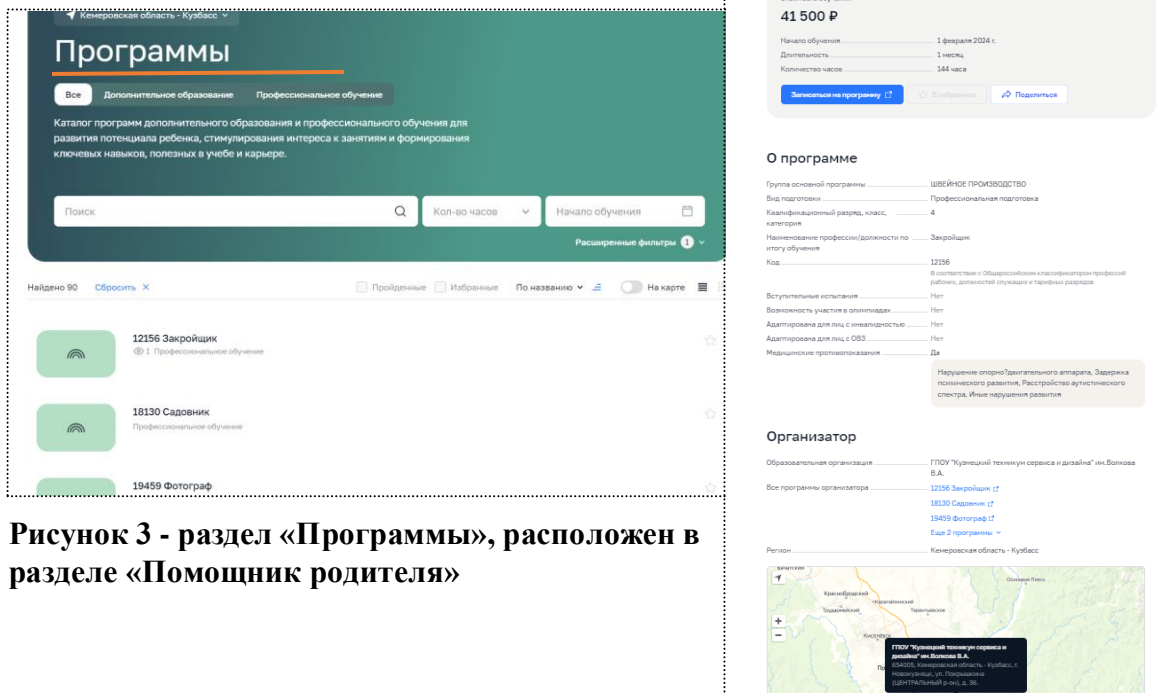 Кемеровская область - Кузбасс
Программы
Все Дополнительное образование Профессиональное обучение
Каталог программ дополнительного образования и профессионального обучения для
развития потенциала ребенка, стимулирования интереса к занятиям и формирования
ключевых навыков, полезных в учебе и карьере.
Поиск Кол-во часов Начало обучения
Расширенные фильтры 1
Найдено 90 Сбросить × Пройденные Избранные По названию На карте
12156 Закройщик
1 Профессиональное обучение
18130 Садовник
Профессиональное обучение
19459 Фотограф
Рисунок 3 - раздел «Программы», расположен в
разделе «Помощник родителя»
41 500 ₽
Начало обучения 1 февраля 2024 г.
Длительность 1 месяц
Количество часов 144 часа
Записаться на программу В избранное Поделиться
О программе
Группа основной программы ШВЕЙНОЕ ПРОИЗВОДСТВО
Вид подготовки Профессиональная подготовка
Квалификационный разряд, класс, 4
категория
Наименование профессии/должности по Закройщик
итогу обучения
Код 12156
В соответствии с Общероссийским классификатором профессий
рабочих, должностей служащих и тарифных разрядов
Вступительные испытания Нет
Возможность участия в олимпиадах Нет
Адаптирована для лиц с инвалидностью Нет
Адаптирована для лиц с ОВЗ Нет
Медицинские противопоказания Да
Нарушение опорно?двигательного аппарата, Задержка
психического развития, Расстройство аутистического
спектра, Иные нарушения развития
Организатор
Образовательная организация ГПОУ "Кузнецкий техникум сервиса и дизайна" им.Волкова
В.А.
Все программы организатора 12156 Закройщик
18130 Садовник
19459 Фотограф
Еще 2 программы
Регион Кемеровская область - Кузбасс
Краснобродский
Трудармейский
Карагайлинский
Терентьевское
Киселёвск
+
−
ГПОУ "Кузнецкий техникум сервиса и
дизайна" им.Волкова В.А.
654005, Кемеровская область - Кузбасс, г.
Новокузнецк, ул. Покрышкина
(ЦЕНТРАЛЬНЫЙ р-он), д. 36.